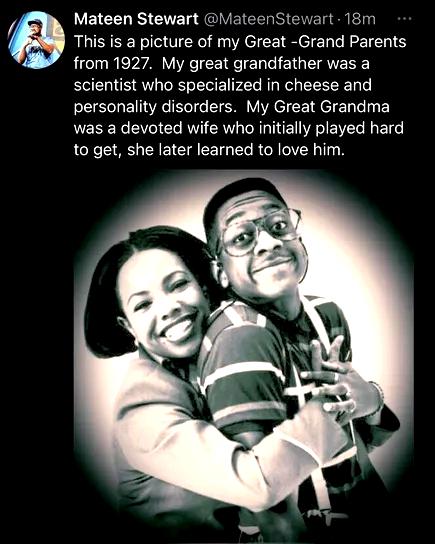 Mateen Stewart @MateenStewart · 18m ...
This is a picture of my Great -Grand Parents
from 1927.  My great grandfather was a
scientist who specialized in cheese and
personality disorders.  My Great Grandma
was a devoted wife who initially played hard
to get, she later learned to love him.